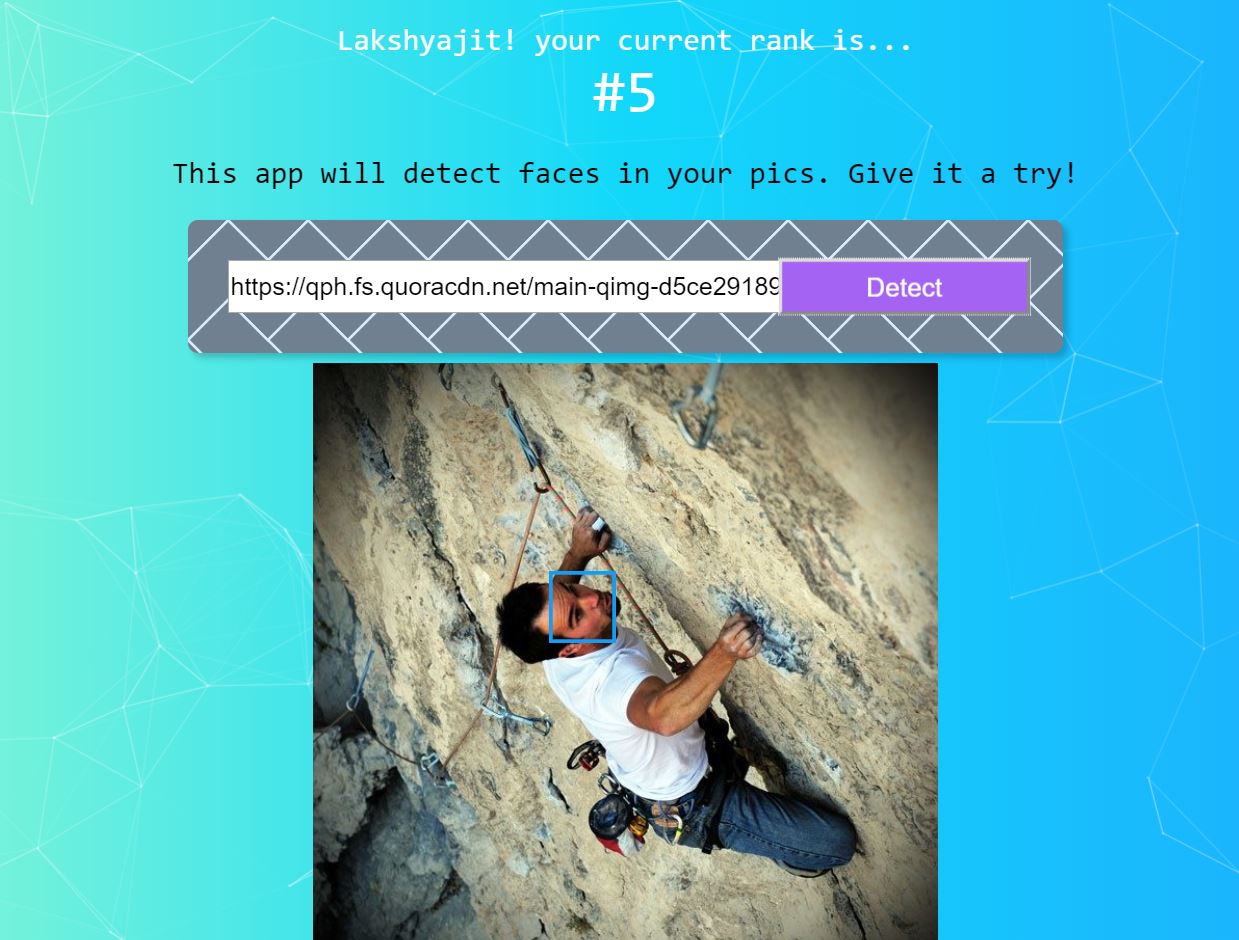 Lakshyajit! your current rank is...
#5
This app will detect faces in your pics. Give it a try!
https://qph.fs.quoracdn.net/main-qimg-d5ce29189
Detect